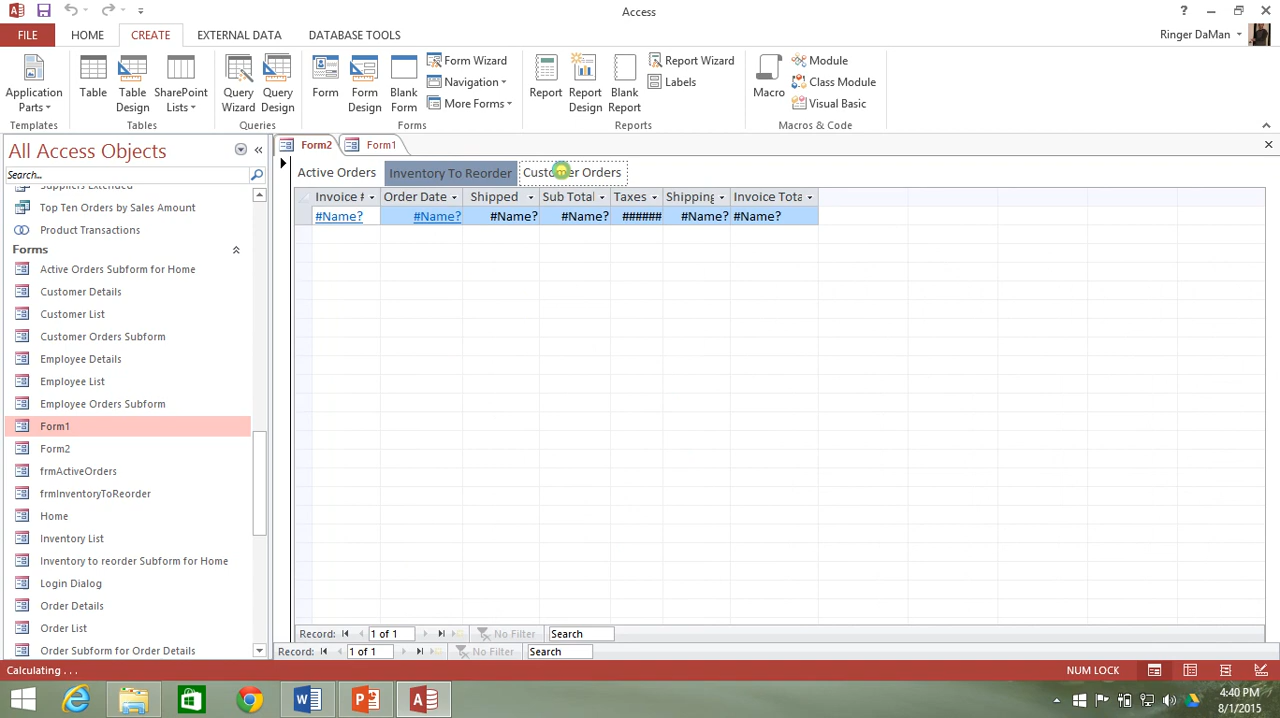 Access
?
FILE
HOME
CREATE
EXTERNAL DATA
DATABASE TOOLS
Ringer DaMan
Application Parts
Table
Table Design
SharePoint Lists
Query Wizard
Query Design
Form
Form Design
Blank Form
Form Wizard
Navigation
More Forms
Report
Report Design
Blank Report
Report Wizard
Labels
Macro
Module
Class Module
Visual Basic
Templates
Tables
Queries
Forms
Reports
Macros & Code
All Access Objects
Search...
Suppliers Extended
Top Ten Orders by Sales Amount
Product Transactions
Forms
Active Orders Subform for Home
Customer Details
Customer List
Customer Orders Subform
Employee Details
Employee List
Employee Orders Subform
Form1
Form2
frmActiveOrders
frmInventoryToReorder
Home
Inventory List
Inventory to reorder Subform for Home
Login Dialog
Order Details
Order List
Order Subform for Order Details
Form2
Form1
Active Orders
Inventory To Reorder
Customer Orders
Invoice #
Order Date
Shipped
Sub Total
Taxes
Shipping
Invoice Tota
#Name?
#Name?
#Name?
#Name?
######
#Name?
#Name?
Record: 1 of 1 No Filter Search
Record: 1 of 1 No Filter Search
Calculating . . .
NUM LOCK
4:40 PM
8/1/2015